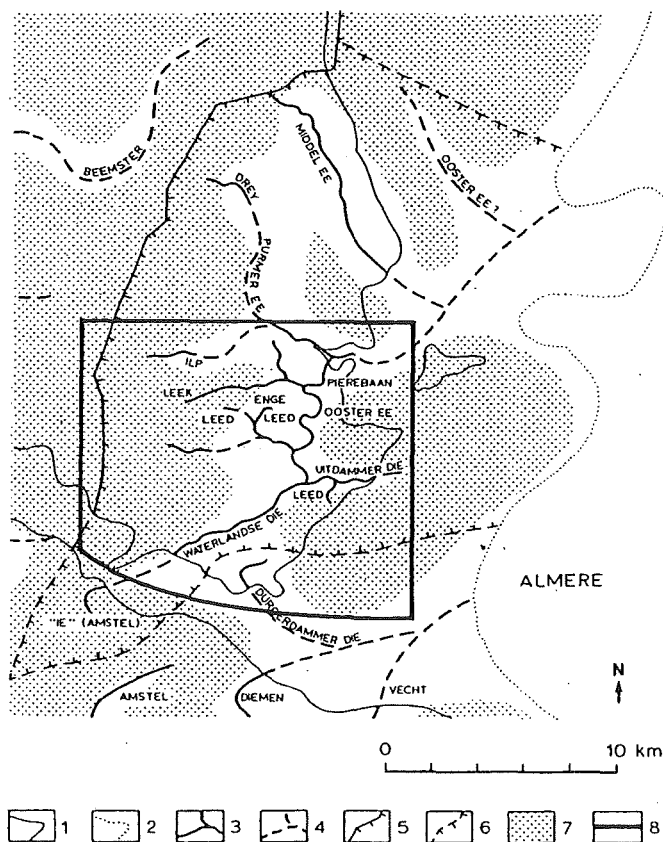 BEEMSTER
MIDDEL EE
OOSTER EE ?
DREY
PURMER EE
ILP
PIEREBAAN
LEEK
ENGE
LEED
LEED
OOSTER EE
UITDAMMER DIE
LEED
WATERLANDSE DIE
ALMERE
"IE" (AMSTEL)
DURGERDAMMER DIE
AMSTEL
DIEMEN
VECHT
N
0 10 km
1 2 3 4 5 6 7 8